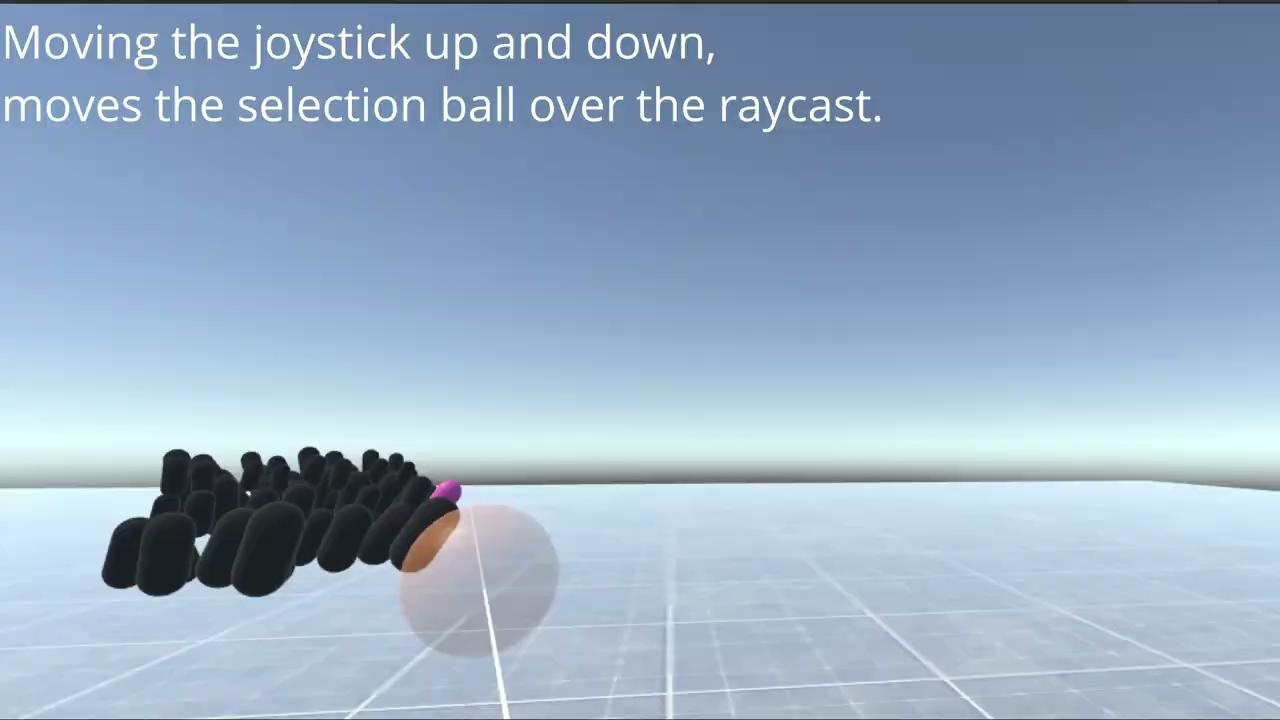 Moving the joystick up and down,
moves the selection ball over the raycast.